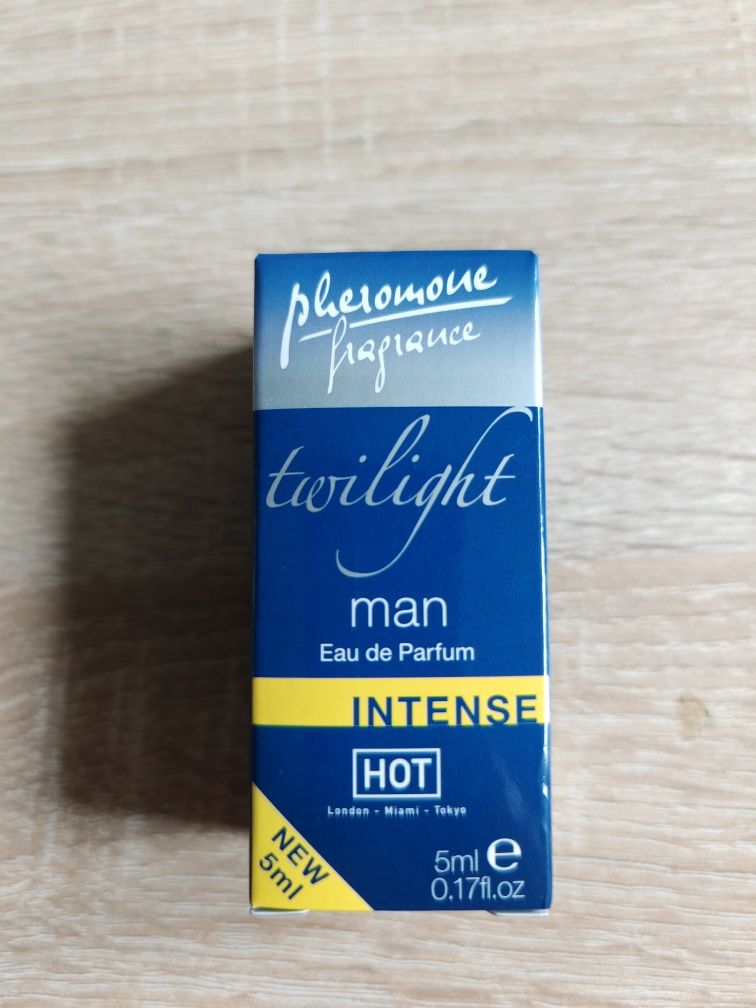 pheromone
fragrance
twilight
man
Eau de Parfum
INTENSE
HOT
London - Miami - Tokyo
NEW
5ml
5ml e
0.17fl.oz